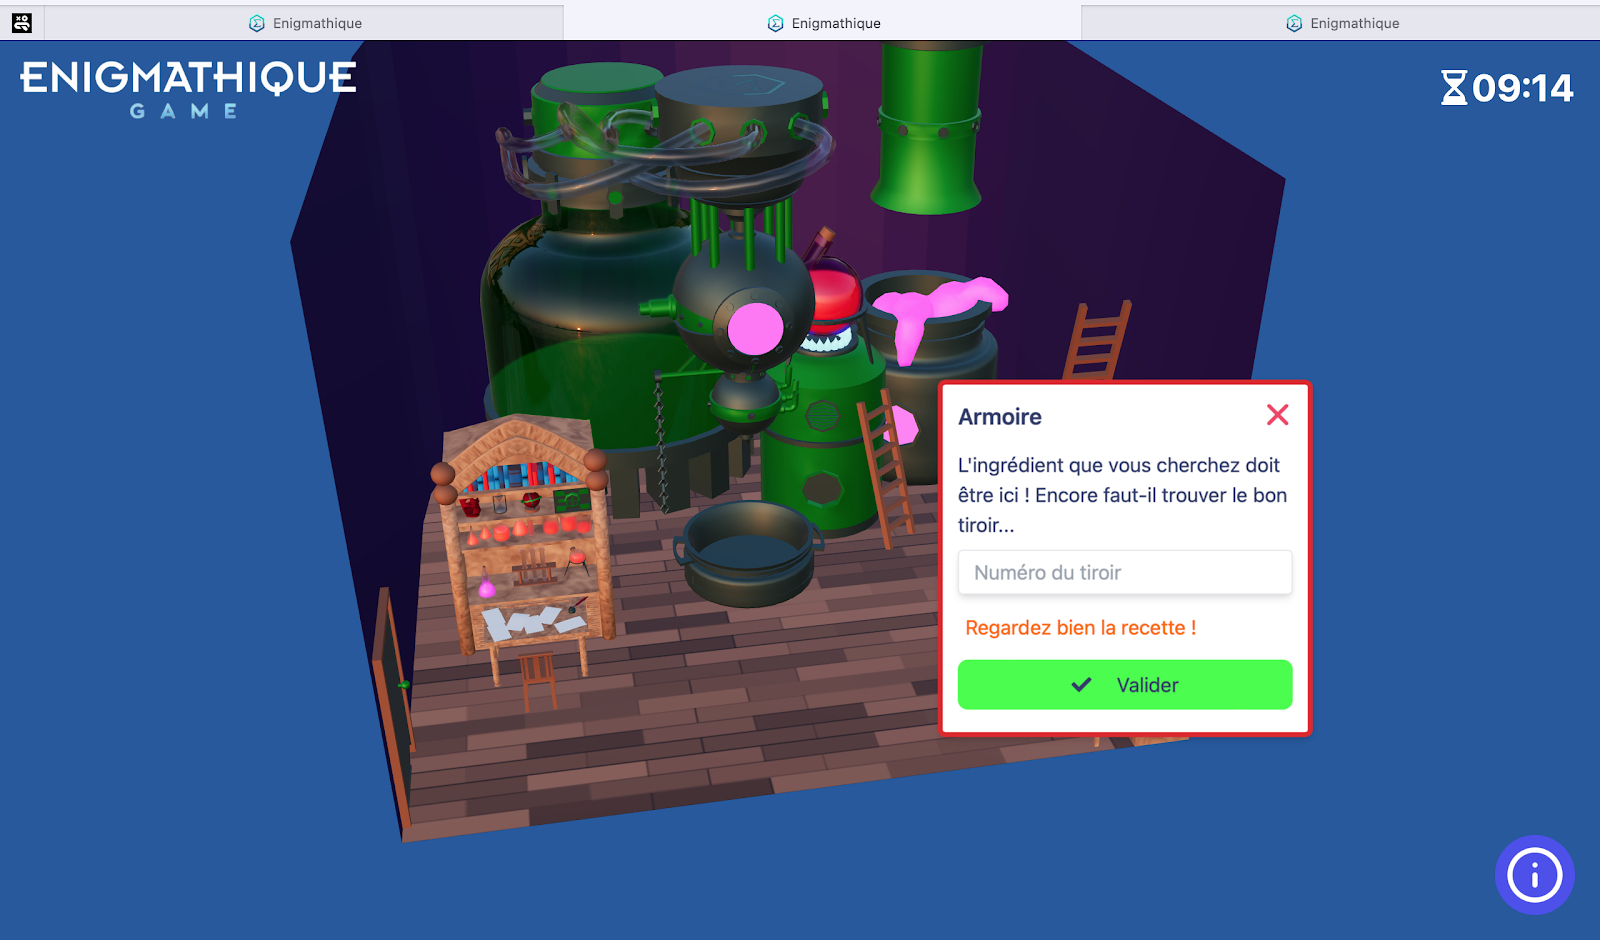 Enigmathique
Enigmathique
Enigmathique
ENIGMATHIQUE
GAME
09:14
Armoire
L'ingrédient que vous cherchez doit
être ici ! Encore faut-il trouver le bon
tiroir...
Numéro du tiroir
Regardez bien la recette !
Valider